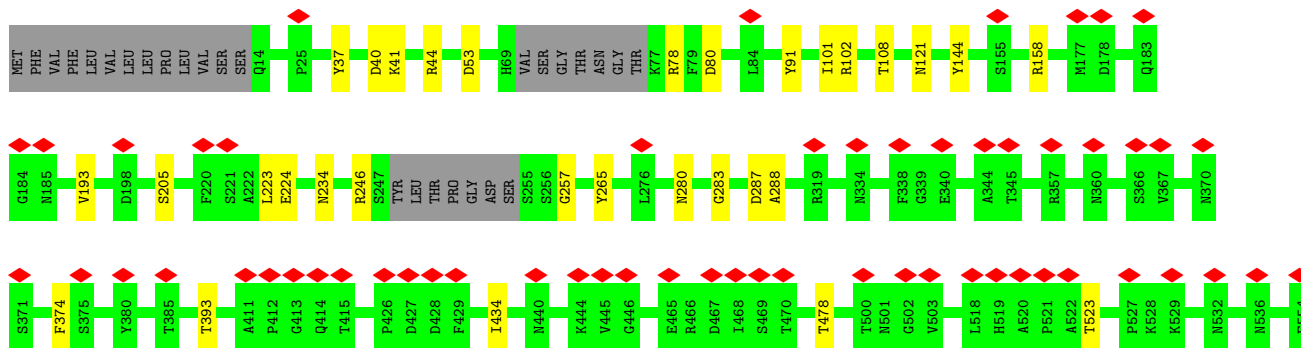 MET PHE VAL PHE LEU VAL LEU LEU PRO LEU VAL SER SER Q14 P25 Y37 D40 K41 R44 D53 H69 VAL SER GLY THR ASN GLY THR K77 R78 F79 D80 L84 Y91 I101 R102 T108 N121 Y144 S155 R158 M177 D178 Q183
G184 N185 V193 D198 S205 F220 S221 A222 L223 E224 N234 R246 S247 TYR LEU THR PRO GLY ASP SER S255 S256 G257 Y265 L276 N280 G283 D287 A288 R319 N334 F338 G339 E340 A344 T345 R357 N360 S366 V367 N370
S371 F374 S375 Y380 T385 T393 A411 P412 G413 Q414 T415 P426 D427 D428 F429 I434 N440 K444 V445 G446 E465 R466 D467 I468 S469 T470 T478 T500 N501 G502 V503 L518 H519 A520 P521 A522 T523 P527 K528 K529 N532 N536